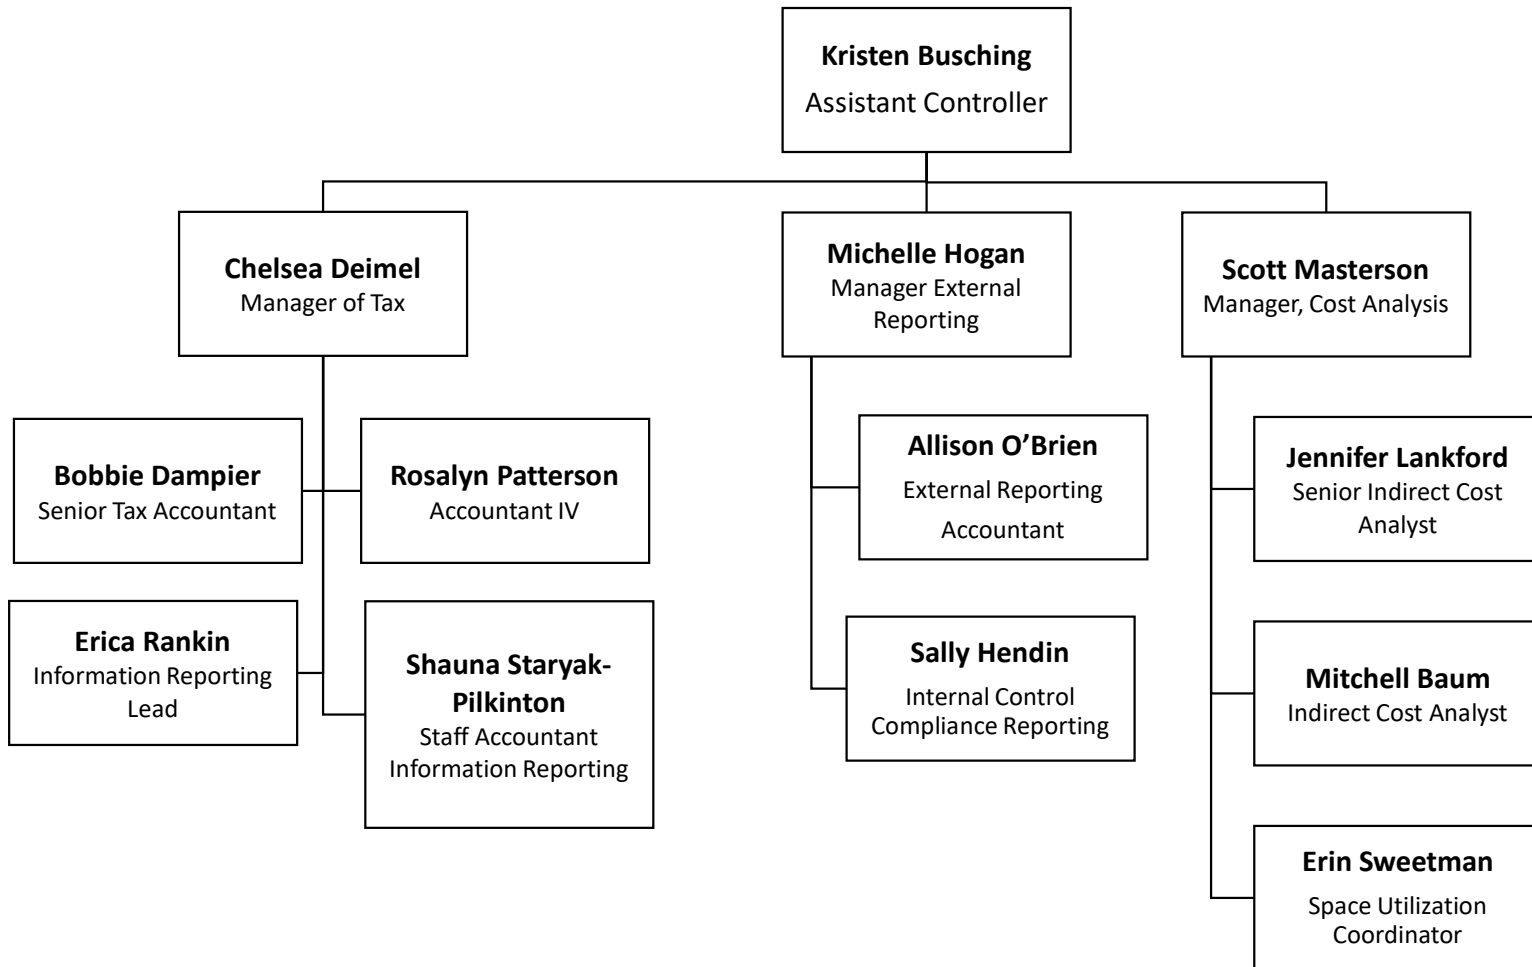 Kristen Busching
Assistant Controller
Chelsea Deimel
Manager of Tax
Michelle Hogan
Manager External
Reporting
Scott Masterson
Manager, Cost Analysis
Bobbie Dampier
Senior Tax Accountant
Rosalyn Patterson
Accountant IV
Erica Rankin
Information Reporting
Lead
Shauna Staryak-
Pilkinton
Staff Accountant
Information Reporting
Allison O’Brien
External Reporting
Accountant
Sally Hendin
Internal Control
Compliance Reporting
Jennifer Lankford
Senior Indirect Cost
Analyst
Mitchell Baum
Indirect Cost Analyst
Erin Sweetman
Space Utilization
Coordinator